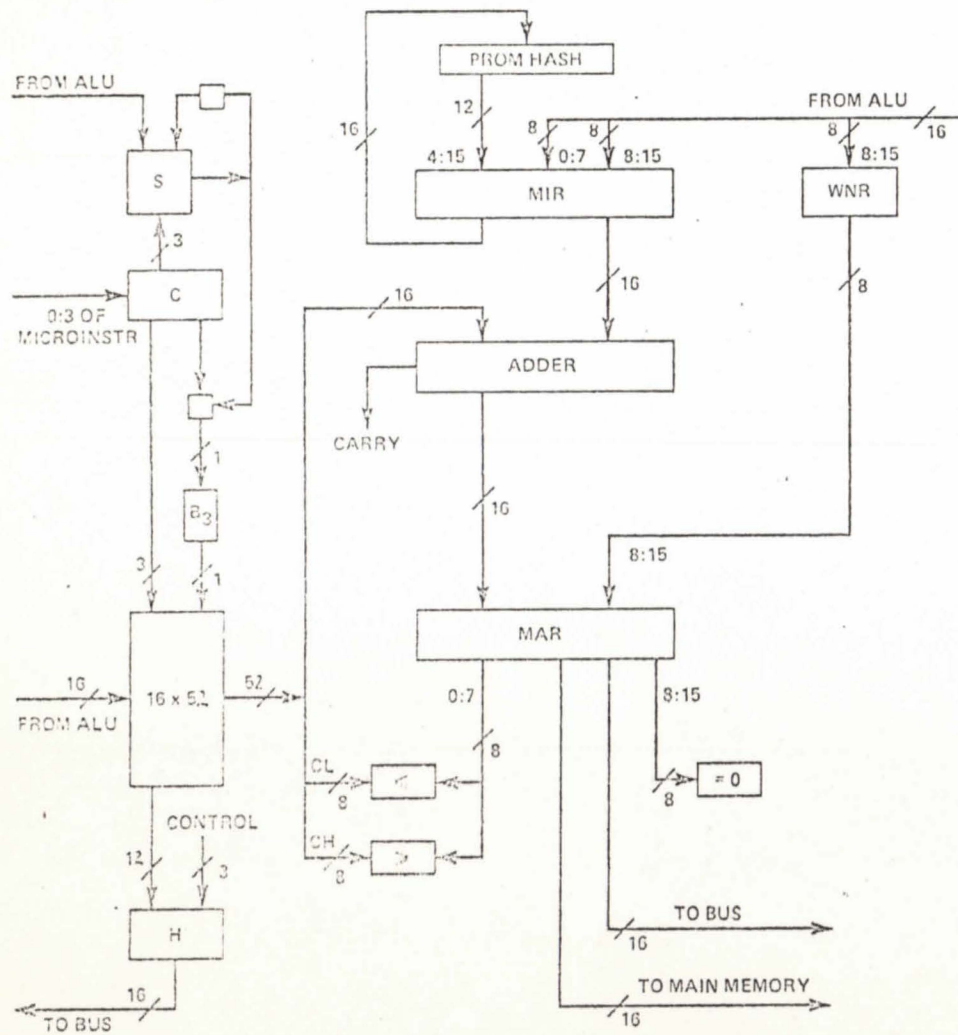 PROM HASH
FROM ALU
FROM ALU
12
16
8
8
8
16
4:15
0:7
8:15
8:15
S
MIR
WNR
3
C
16
16
8
0:3 OF
MICROINSTR
ADDER
CARRY
1
B3
16
8:15
3
1
MAR
16
52
0:7
8:15
16 x 52
FROM ALU
8
CL
<
= 0
8
8
CONTROL
CH
>
8
12
3
H
TO BUS
16
TO MAIN MEMORY
16
16
TO BUS